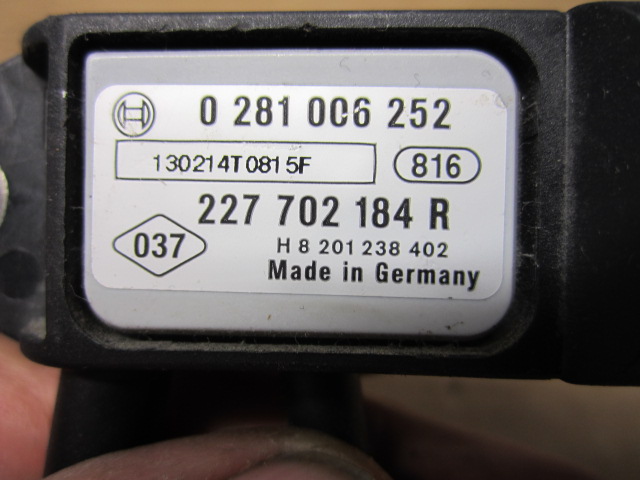 0 281 006 252
130214T0815F
816
227 702 184 R
037
H 8 201 238 402
Made in Germany